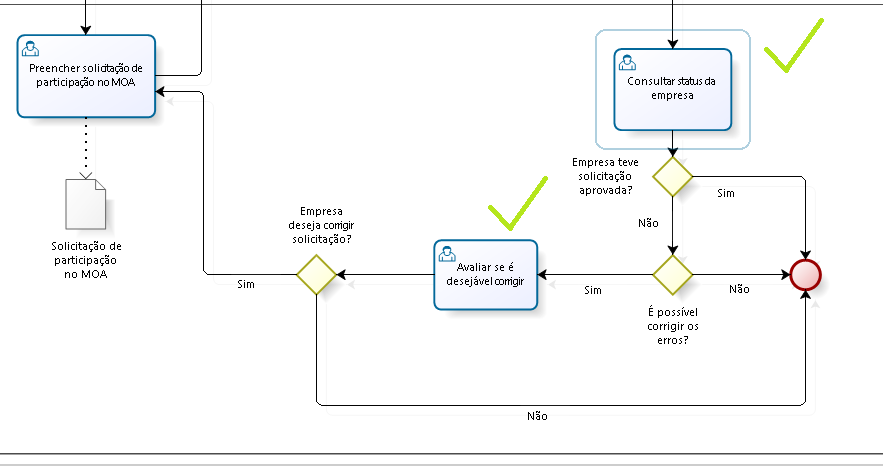 Preencher solicitação de
participação no MOA
Solicitação de
participação
no MOA
Consultar status da
empresa
Empresa teve
solicitação
aprovada?
Sim
Não
É possível
corrigir os
erros?
Não
Sim
Avaliar se é
desejável corrigir
Empresa
deseja corrigir
solicitação?
Sim
Não